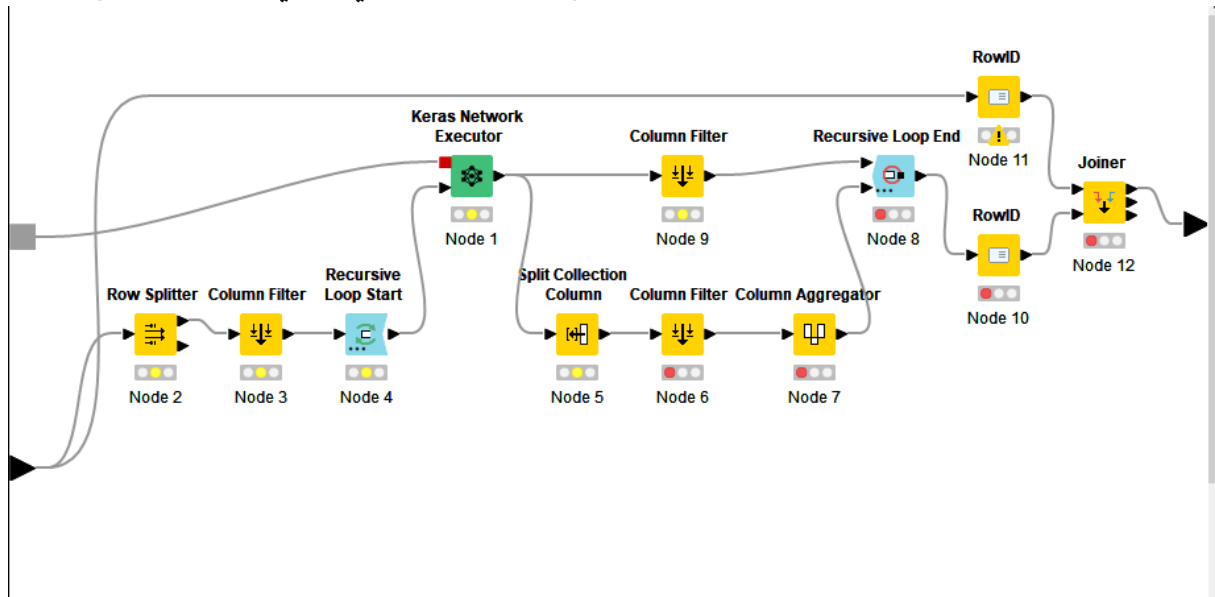 RowID
Node 11
Keras Network
Executor
Node 1
Column Filter
Node 9
Recursive Loop End
Node 8
Joiner
Node 12
RowID
Node 10
Row Splitter
Node 2
Column Filter
Node 3
Recursive
Loop Start
Node 4
Split Collection
Column
Node 5
Column Filter
Node 6
Column Aggregator
Node 7